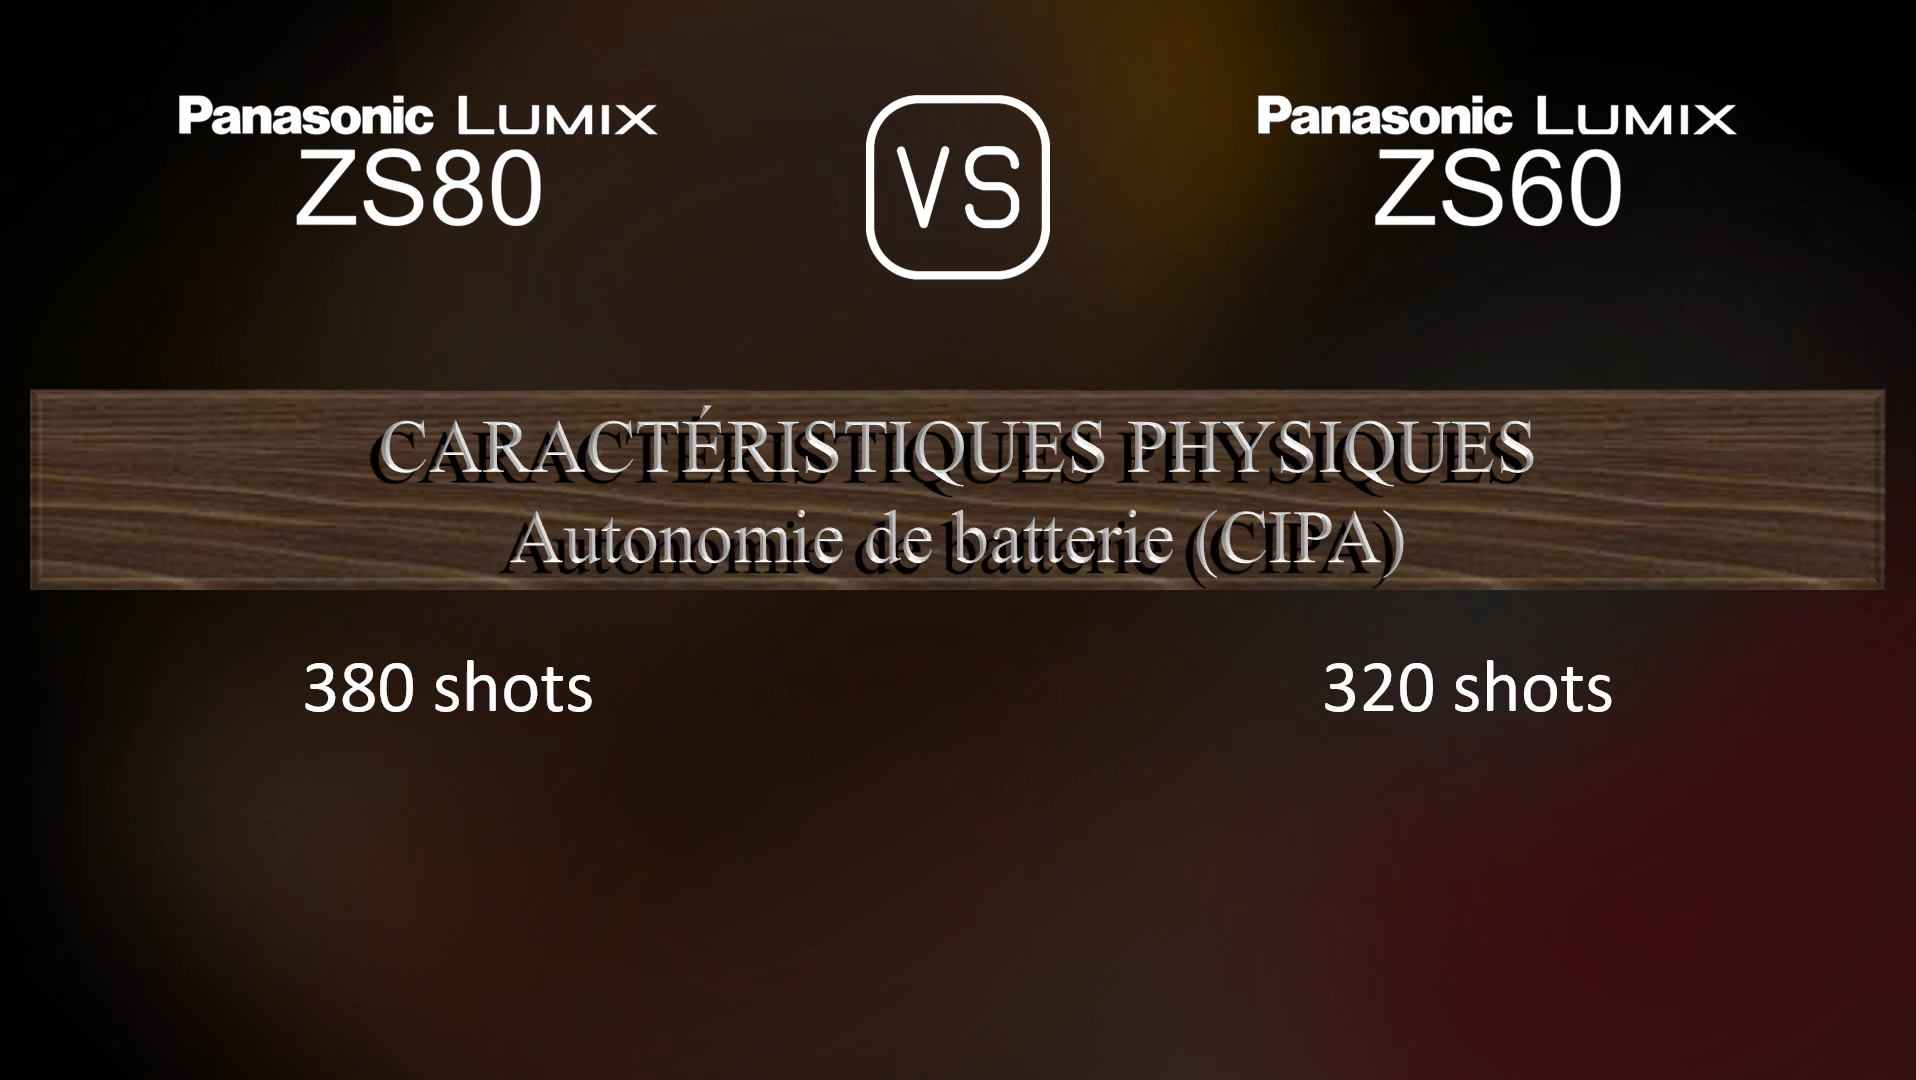 Panasonic LUMIX
ZS80
VS
Panasonic LUMIX
ZS60
CARACTÉRISTIQUES PHYSIQUES
Autonomie de batterie (CIPA)
380 shots
320 shots